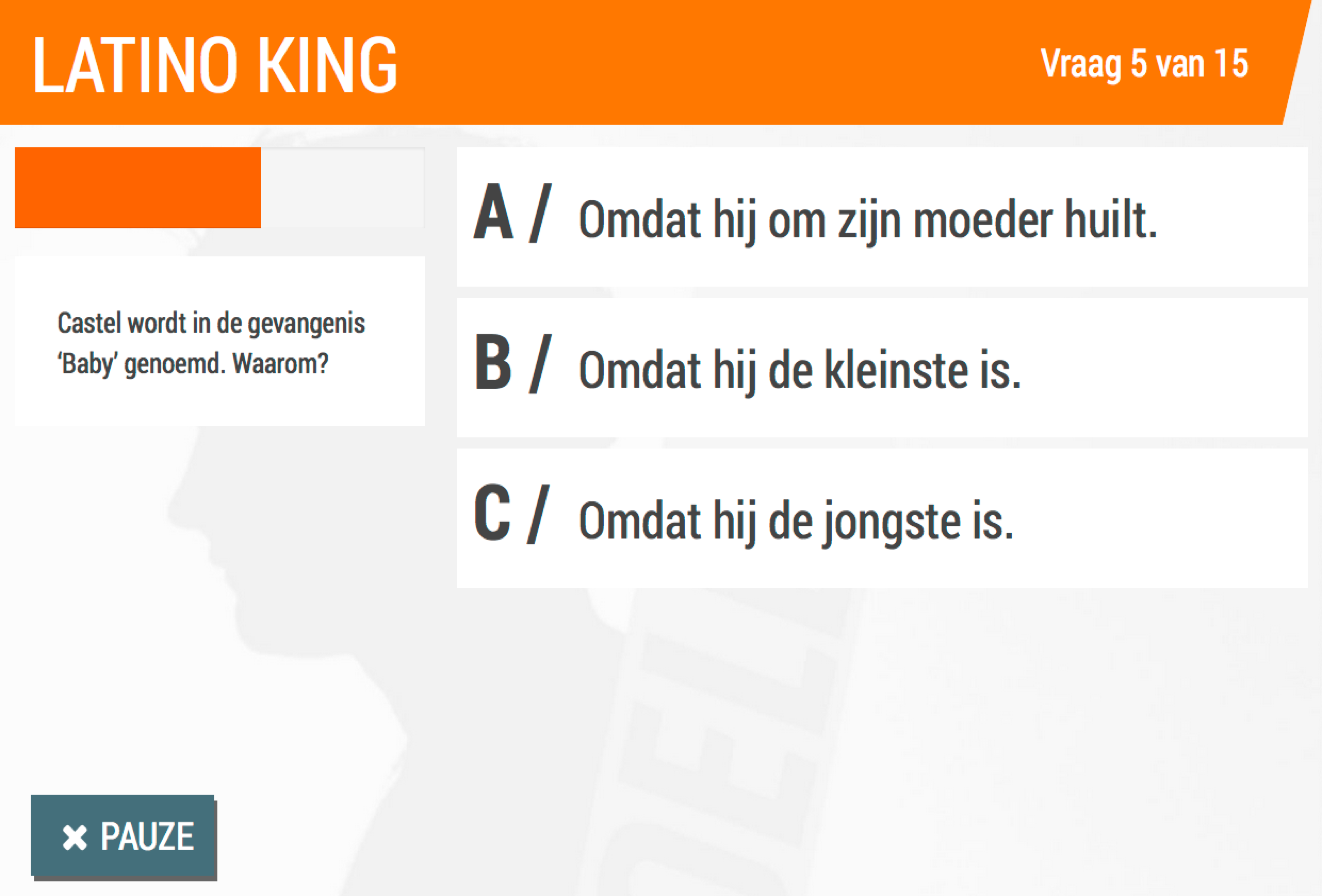 LATINO KING
Vraag 5 van 15
Castel wordt in de gevangenis
‘Baby’ genoemd. Waarom?
A / Omdat hij om zijn moeder huilt.
B / Omdat hij de kleinste is.
C / Omdat hij de jongste is.
PAUZE